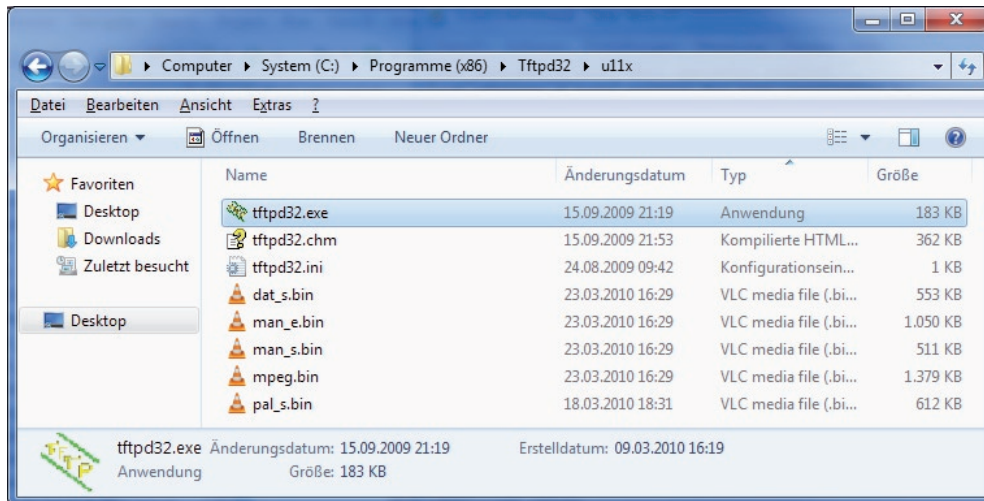 Computer System (C:) Programme (x86) Tftpd32 u11x
Datei Bearbeiten Ansicht Extras ?
Organisieren Öffnen Brennen Neuer Ordner
Favoriten
Desktop
Downloads
Zuletzt besucht
Desktop
Name Änderungsdatum Typ Größe
tftpd32.exe 15.09.2009 21:19 Anwendung 183 KB
tftpd32.chm 15.09.2009 21:53 Kompilierte HTML... 362 KB
tftpd32.ini 24.08.2009 09:42 Konfigurationsein... 1 KB
dat_s.bin 23.03.2010 16:29 VLC media file (.bi... 553 KB
man_e.bin 23.03.2010 16:29 VLC media file (.bi... 1.050 KB
man_s.bin 23.03.2010 16:29 VLC media file (.bi... 511 KB
mpeg.bin 23.03.2010 16:29 VLC media file (.bi... 1.379 KB
pal_s.bin 18.03.2010 18:31 VLC media file (.bi... 612 KB
TFTP
tftpd32.exe Änderungsdatum: 15.09.2009 21:19 Erstelldatum: 09.03.2010 16:19
Anwendung Größe: 183 KB